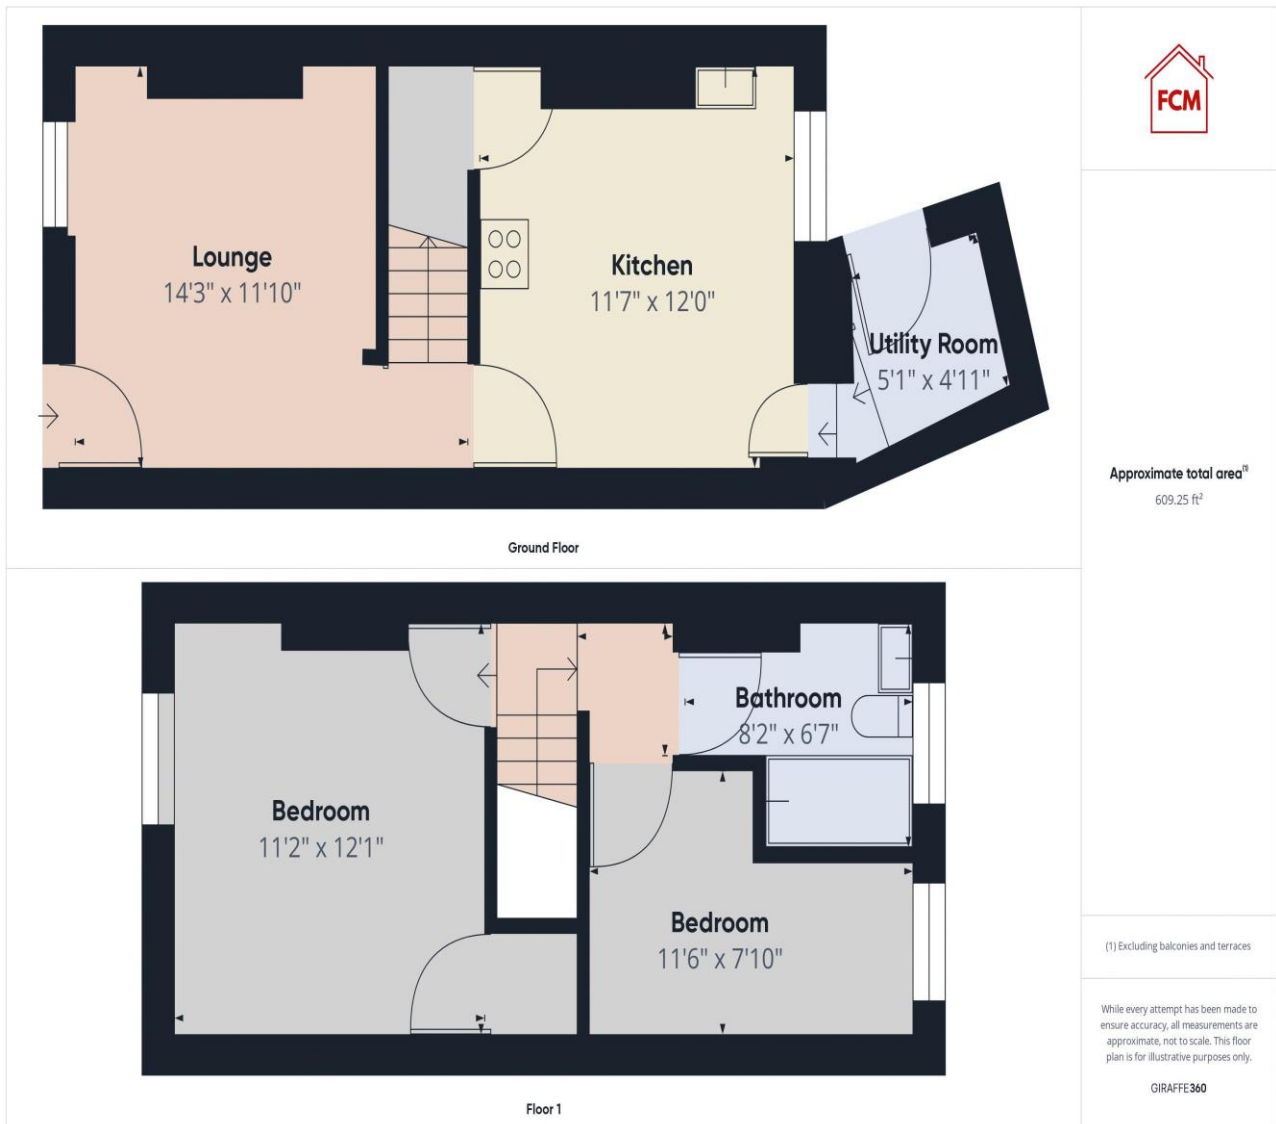 Lounge
14'3" x 11'10"
Kitchen
11'7" x 12'0"
Utility Room
5'1" x 4'11"
Ground Floor
Bedroom
11'2" x 12'1"
Bathroom
8'2" x 6'7"
Bedroom
11'6" x 7'10"
Floor 1
FCM
Approximate total area(1)
609.25 ft²
(1) Excluding balconies and terraces
While every attempt has been made to
ensure accuracy, all measurements are
approximate, not to scale. This floor
plan is for illustrative purposes only.
GIRAFFE360